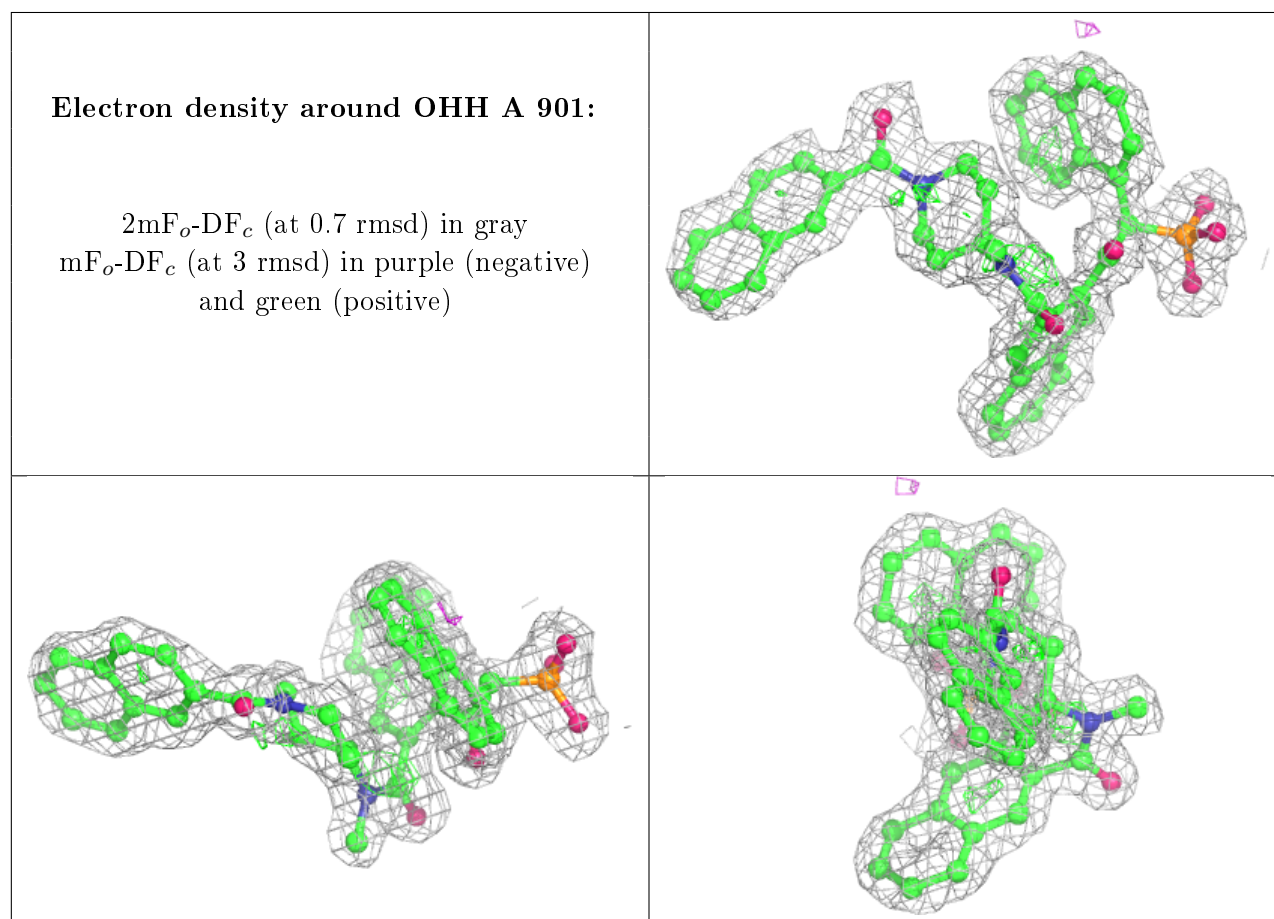 Electron density around OHH A 901:
2mFₒ-DF𝒸 (at 0.7 rmsd) in gray
mFₒ-DF𝒸 (at 3 rmsd) in purple (negative)
and green (positive)